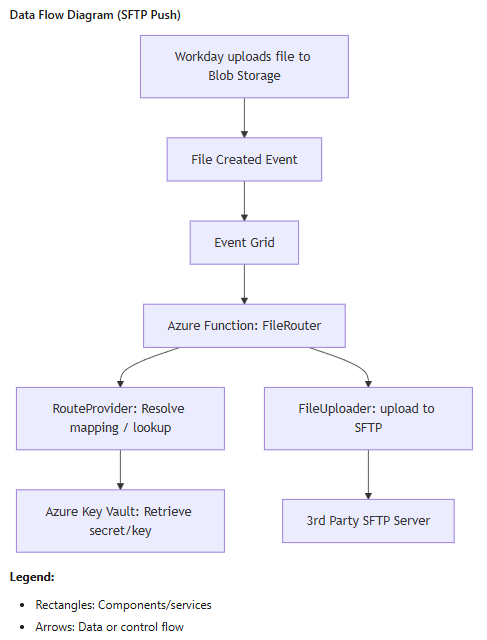 Data Flow Diagram (SFTP Push)
Workday uploads file to
Blob Storage
File Created Event
Event Grid
Azure Function: FileRouter
RouteProvider: Resolve
mapping / lookup
FileUploader: upload to
SFTP
Azure Key Vault: Retrieve
secret/key
3rd Party SFTP Server
Legend:
• Rectangles: Components/services
• Arrows: Data or control flow